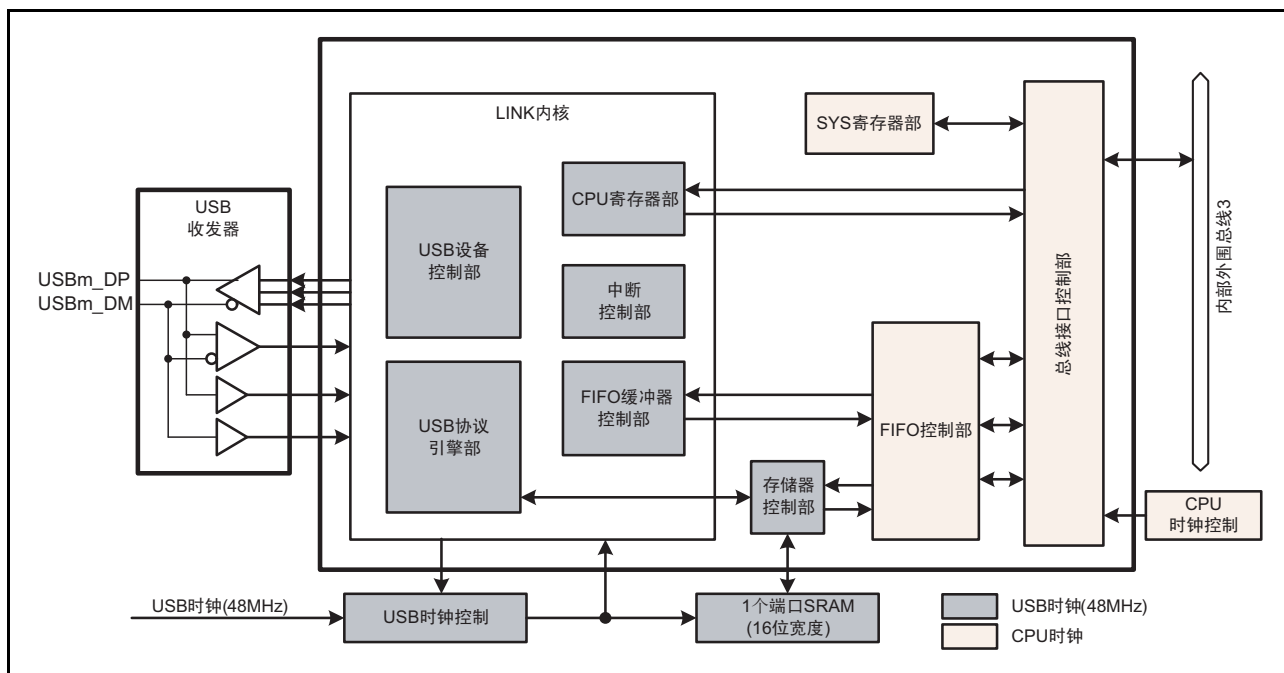 LINK内核
SYS寄存器部
USB
收发器
CPU寄存器部
USB设备
控制部
USBm_DP
USBm_DM
中断
控制部
总线接口控制部
内部外围总线3
FIFO缓冲器
控制部
USB协议
引擎部
FIFO控制部
存储器
控制部
CPU
时钟控制
USB时钟(48MHz)
USB时钟控制
1个端口SRAM
(16位宽度)
USB时钟(48MHz)
CPU时钟